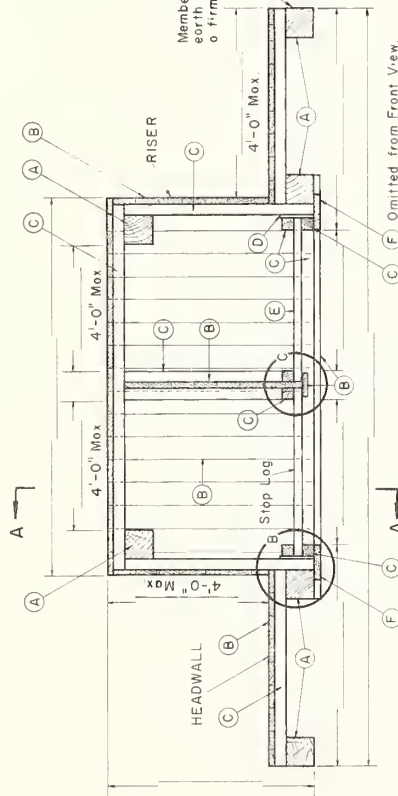 A
A
C
A
B
4'-0" Max
4'-0" Max
RISER
C
4'-0" Max
Membe
earth
a firm
A
4'-0" Max
HEADWALL
B
C
A
B
Stop Log
B
C
B
C
C
E
D
C
A
F
C
B
C
F
A
Omitted from Front View.